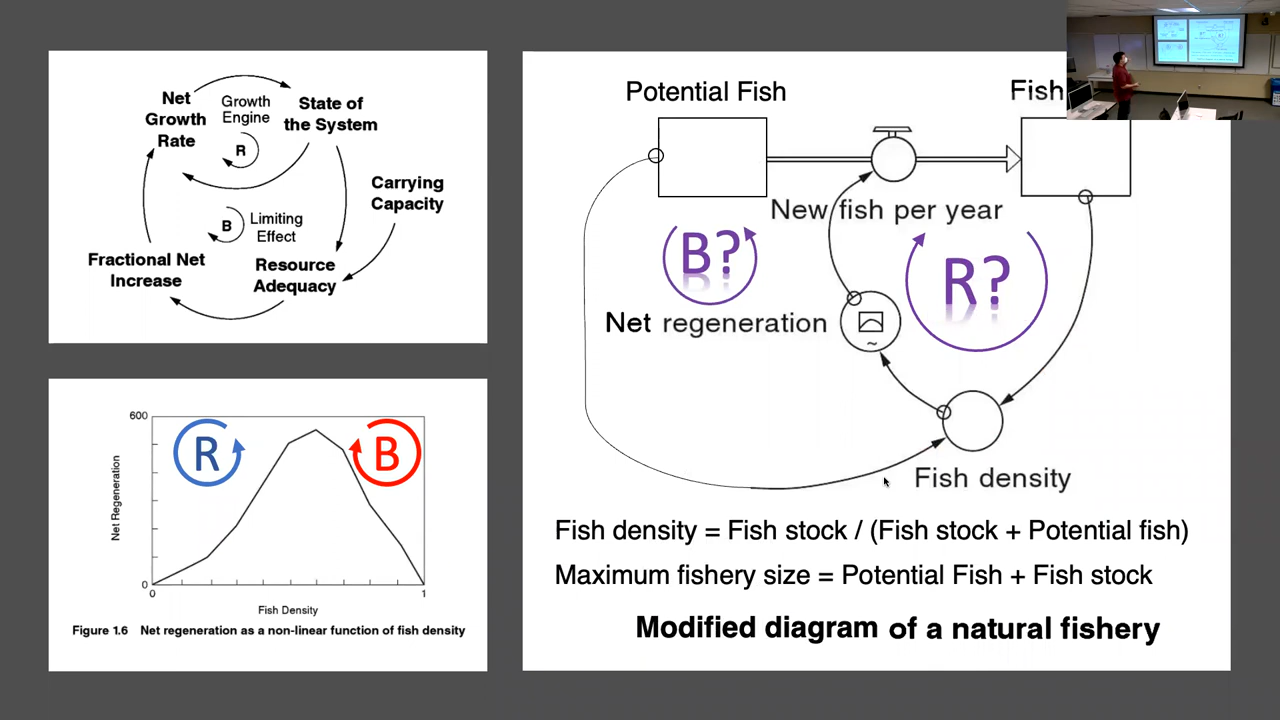 Net
Growth
Rate
Growth
Engine
R
State of
the System
Carrying
Capacity
B
Limiting
Effect
Fractional Net
Increase
Resource
Adequacy
600
R
B
Net Regeneration
0
0
1
Fish Density
Figure 1.6 Net regeneration as a non-linear function of fish density
Potential Fish
Fish
New fish per year
B?
R?
Net regeneration
~
Fish density
Fish density = Fish stock / (Fish stock + Potential fish)
Maximum fishery size = Potential Fish + Fish stock
Modified diagram of a natural fishery